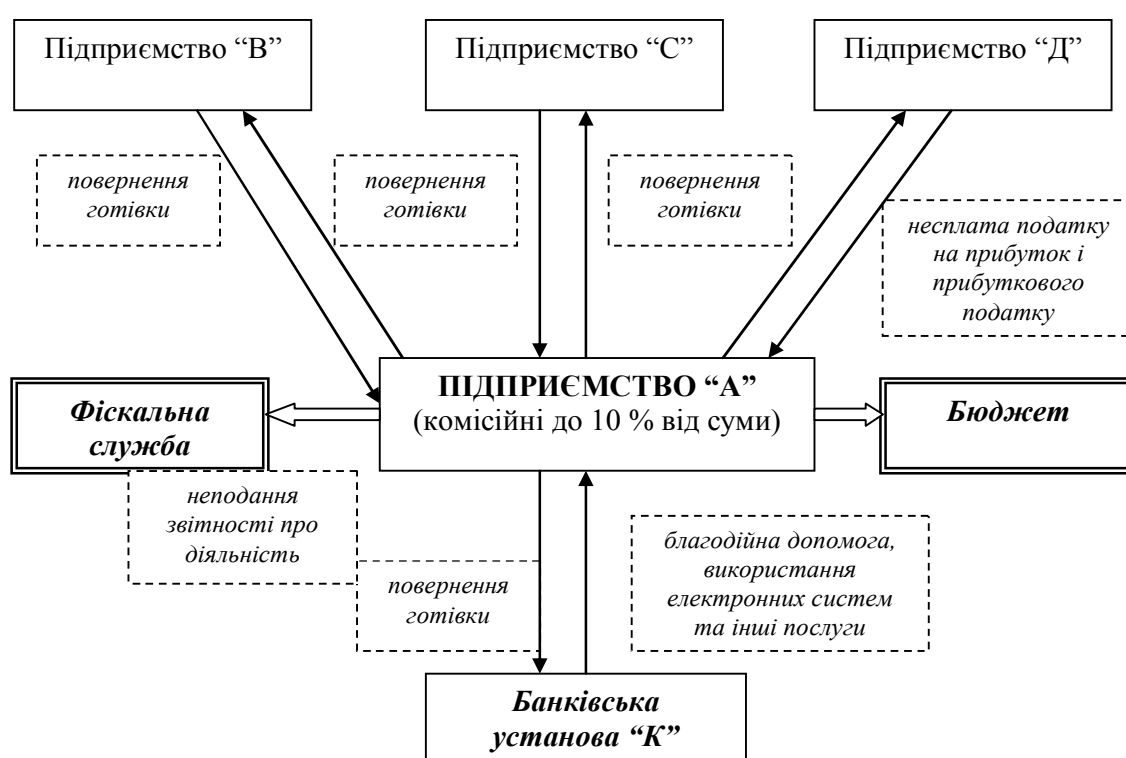 Підприємство “В”
Підприємство “С”
Підприємство “Д”
повернення
готівки
повернення
готівки
повернення
готівки
несплата податку
на прибуток і
прибуткового
податку
ПІДПРИЄМСТВО “А”
(комісійні до 10 % від суми)
Фіскальна
служба
Бюджет
неподання
звітності про
діяльність
повернення
готівки
благодійна допомога,
використання
електронних систем
та інші послуги
Банківська
установа “К”